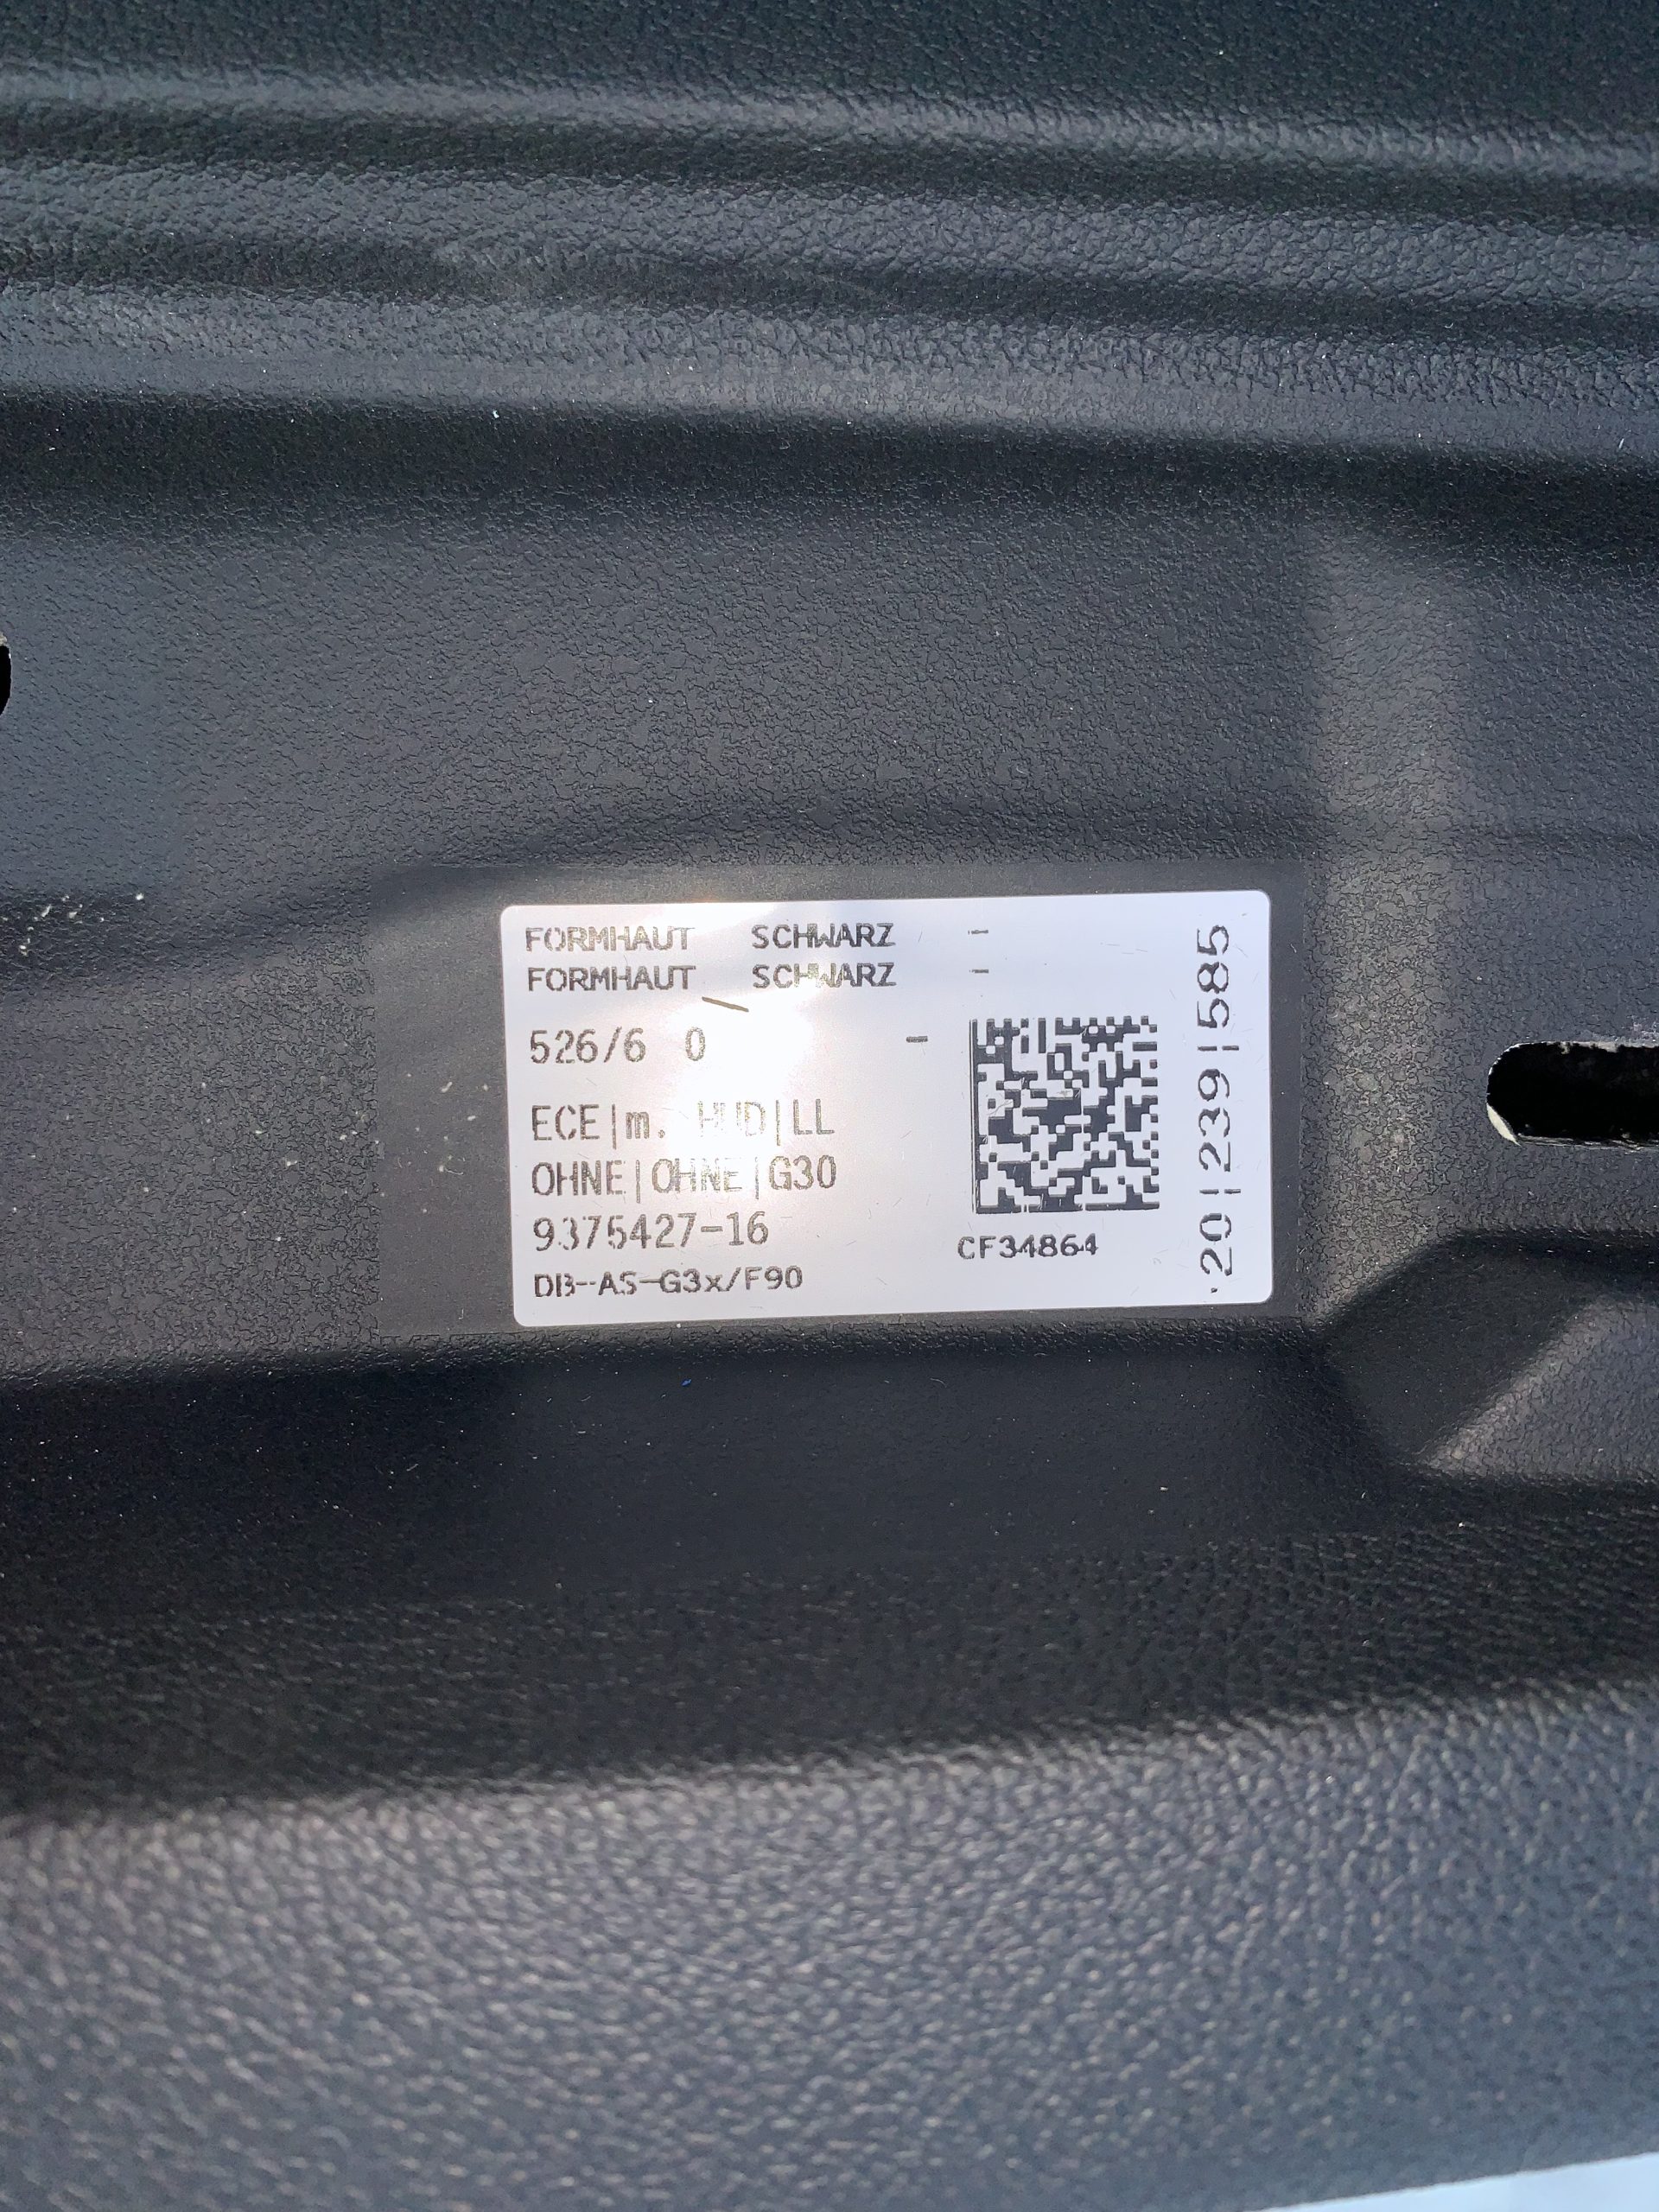 FORMHAUT SCHWARZ -
FORMHAUT SCHWARZ -
526/6 0 -
ECE|m. HUD|LL
OHNE|OHNE|G30
9375427-16
DB-AS-G3x/F90
CF34864
20|239|585